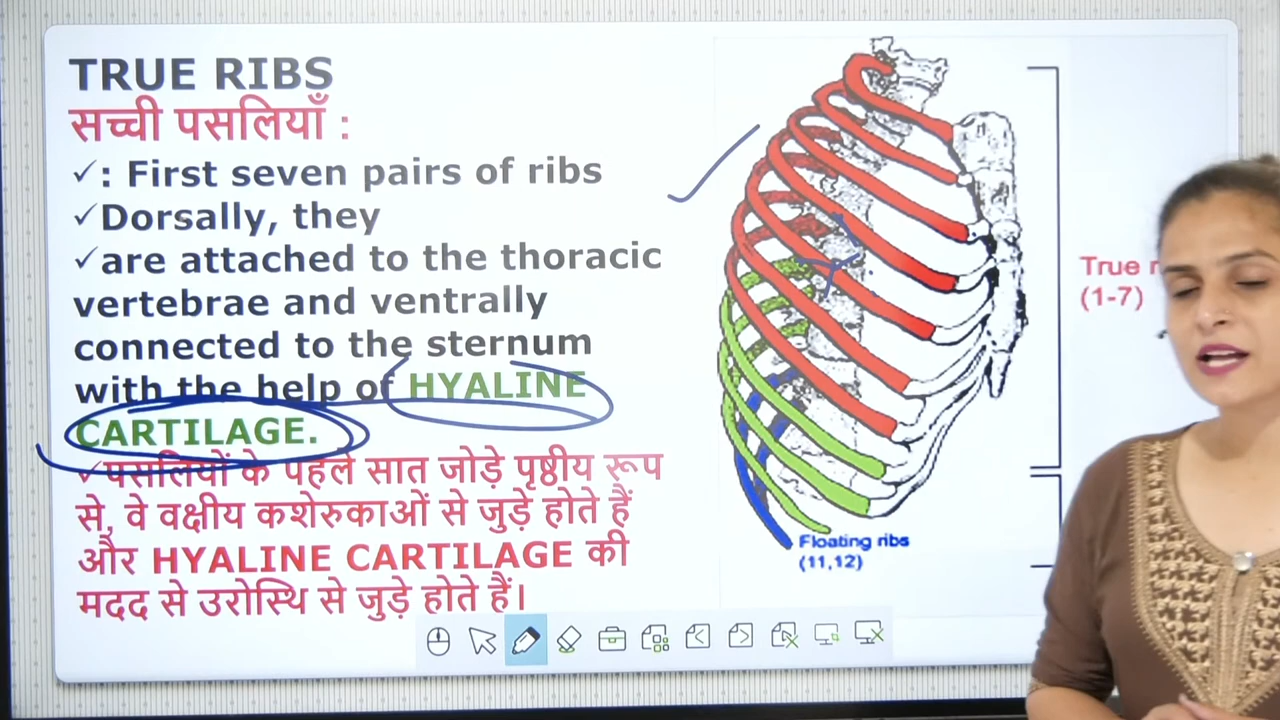 TRUE RIBS
सच्ची पसलियाँ :
✓: First seven pairs of ribs
✓Dorsally, they
✓are attached to the thoracic
vertebrae and ventrally
connected to the sternum
with the help of HYALINE
CARTILAGE.
✓पसलियों के पहले सात जोड़े पृष्ठीय रूप
से, वे वक्षीय कशेरुकाओं से जुड़े होते हैं
और HYALINE CARTILAGE की
मदद से उरोस्थि से जुड़े होते हैं।
True
(1-7)
Floating ribs
(11,12)